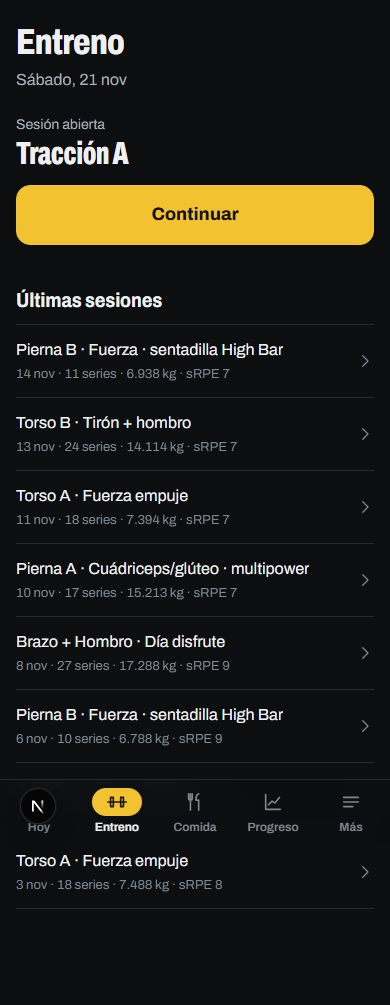 Entreno
Sábado, 21 nov
Sesión abierta
Tracción A
Continuar
Últimas sesiones
Pierna B · Fuerza · sentadilla High Bar
14 nov · 11 series · 6.938 kg · sRPE 7
Torso B · Tirón + hombro
13 nov · 24 series · 14.114 kg · sRPE 7
Torso A · Fuerza empuje
11 nov · 18 series · 7.394 kg · sRPE 7
Pierna A · Cuádriceps/glúteo · multipower
10 nov · 17 series · 15.213 kg · sRPE 7
Brazo + Hombro · Día disfrute
8 nov · 27 series · 17.288 kg · sRPE 9
Pierna B · Fuerza · sentadilla High Bar
6 nov · 10 series · 6.788 kg · sRPE 9
N
Hoy Entreno Comida Progreso Más
Torso A · Fuerza empuje
3 nov · 18 series · 7.488 kg · sRPE 8